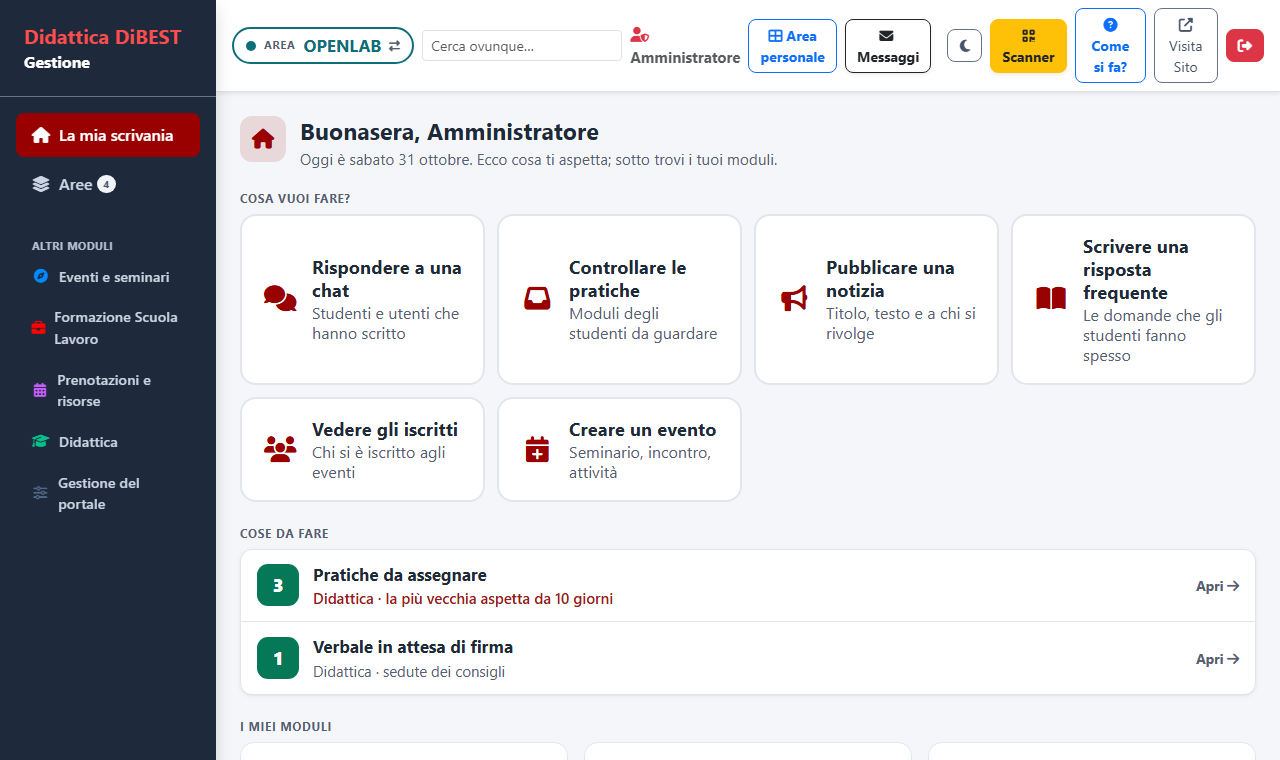 Didattica DiBEST
Gestione
La mia scrivania
Aree 4
ALTRI MODULI
Eventi e seminari
Formazione Scuola
Lavoro
Prenotazioni e
risorse
Didattica
Gestione del
portale
AREA OPENLAB
Cerca ovunque...
Amministratore
Area
personale
Messaggi
Scanner
Come
si fa?
Visita
Sito
Buonasera, Amministratore
Oggi è sabato 31 ottobre. Ecco cosa ti aspetta; sotto trovi i tuoi moduli.
COSA VUOI FARE?
Rispondere a una
chat
Studenti e utenti che
hanno scritto
Controllare le
pratiche
Moduli degli
studenti da guardare
Pubblicare una
notizia
Titolo, testo e a chi si
rivolge
Scrivere una
risposta
frequente
Le domande che gli
studenti fanno
spesso
Vedere gli iscritti
Chi si è iscritto agli
eventi
Creare un evento
Seminario, incontro,
attività
COSE DA FARE
3
Pratiche da assegnare
Didattica · la più vecchia aspetta da 10 giorni
Apri
1
Verbale in attesa di firma
Didattica · sedute dei consigli
Apri
I MIEI MODULI